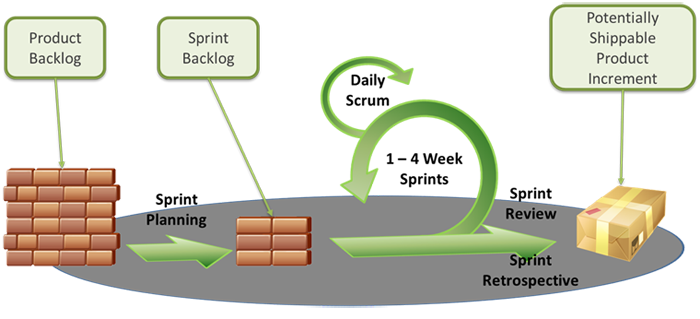 Product
Backlog
Sprint
Backlog
Potentially
Shippable
Product
Increment
Daily
Scrum
1 – 4 Week
Sprints
Sprint
Planning
Sprint
Review
Sprint
Retrospective